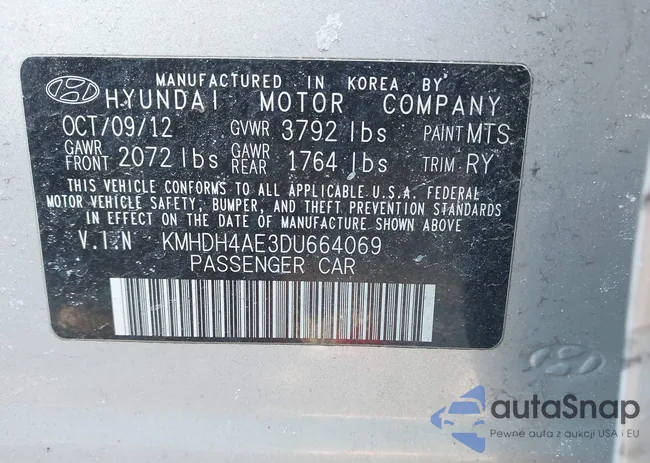 MANUFACTURED IN KOREA BY
HYUNDAI MOTOR COMPANY
OCT/09/12 GVWR 3792 lbs PAINT MTS
GAWR FRONT 2072 lbs GAWR REAR 1764 lbs TRIM RY
THIS VEHICLE CONFORMS TO ALL APPLICABLE U.S.A. FEDERAL
MOTOR VEHICLE SAFETY, BUMPER, AND THEFT PREVENTION STANDARDS
IN EFFECT ON THE DATE OF MANUFACTURE SHOWN ABOVE
V.I.N KMHDH4AE3DU664069
PASSENGER CAR
autaSnap
Pewne auta z aukcji USA i EU